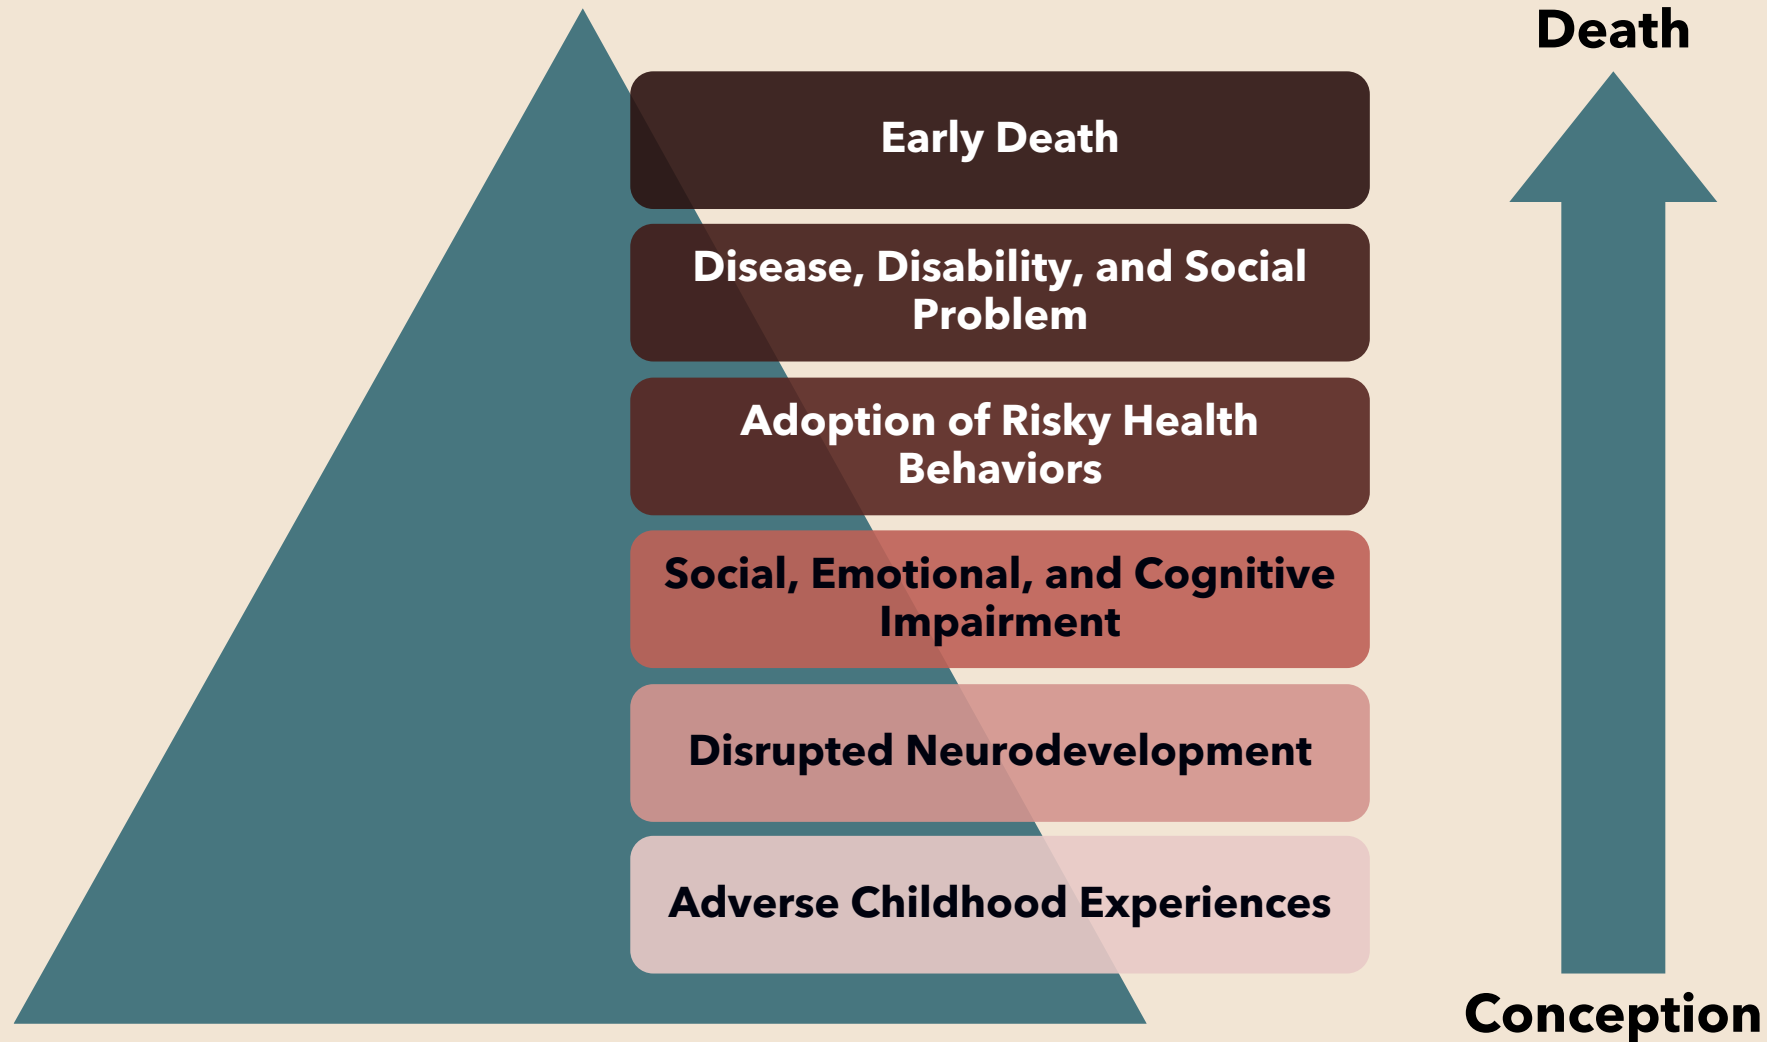 Death
Early Death
Disease, Disability, and Social
Problem
Adoption of Risky Health
Behaviors
Social, Emotional, and Cognitive
Impairment
Disrupted Neurodevelopment
Adverse Childhood Experiences
Conception